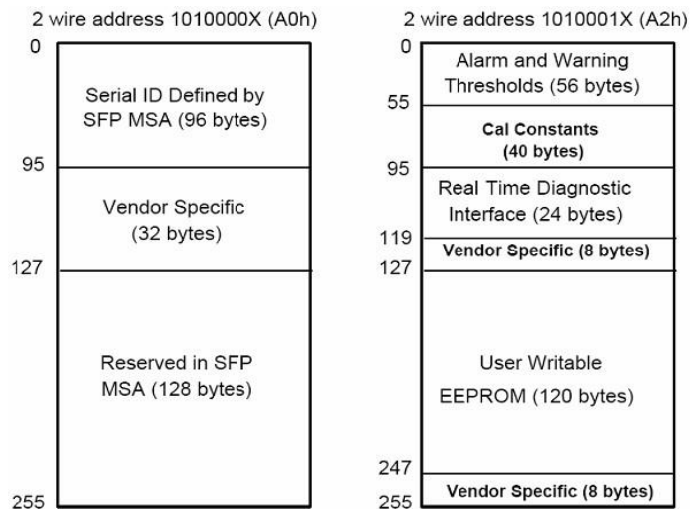 2 wire address 1010000X (A0h)
0
Serial ID Defined by
SFP MSA (96 bytes)
95
Vendor Specific
(32 bytes)
127
Reserved in SFP
MSA (128 bytes)
255
2 wire address 1010001X (A2h)
0
Alarm and Warning
Thresholds (56 bytes)
55
Cal Constants
(40 bytes)
95
Real Time Diagnostic
Interface (24 bytes)
119
Vendor Specific (8 bytes)
127
User Writable
EEPROM (120 bytes)
247
Vendor Specific (8 bytes)
255